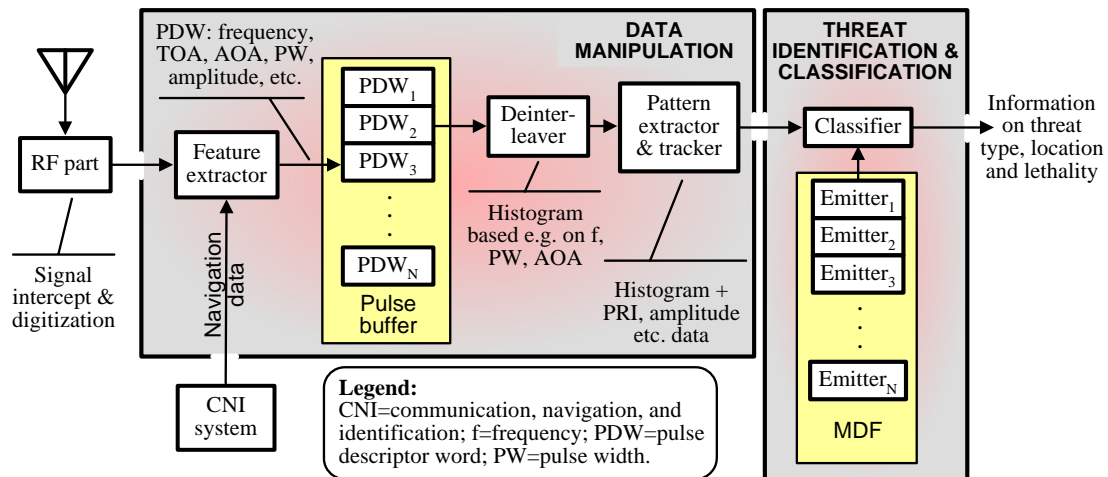 PDW: frequency,
TOA, AOA, PW,
amplitude, etc.
DATA
MANIPULATION
THREAT
IDENTIFICATION &
CLASSIFICATION
RF part
Feature
extractor
PDW1
PDW2
PDW3
.
.
.
PDWN
Pulse
buffer
Deinter-
leaver
Pattern
extractor
& tracker
Classifier
Information
on threat
type, location
and lethality
Signal
intercept &
digitization
Navigation
data
CNI
system
Histogram
based e.g. on f,
PW, AOA
Histogram +
PRI, amplitude
etc. data
Emitter1
Emitter2
Emitter3
.
.
.
EmitterN
MDF
Legend:
CNI=communication, navigation, and
identification; f=frequency; PDW=pulse
descriptor word; PW=pulse width.